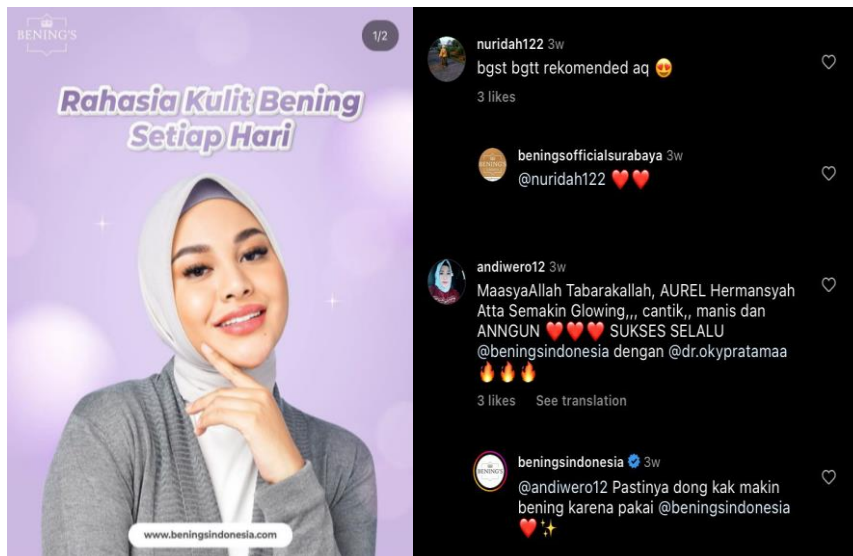 BENING'S
1/2
Rahasia Kulit Bening
Setiap Hari
www.beningsindonesia.com
nuridah122 3w
bgst bgtt rekomended aq 😍
3 likes
beningsofficialsurabaya 3w
@nuridah122 ❤️❤️
andiwero12 3w
MaasyaAllah Tabarakallah, AUREL Hermansyah
Atta Semakin Glowing,,, cantik,, manis dan
ANNGUN ❤️❤️❤️ SUKSES SELALU
@beningsindonesia dengan @dr.okypratamaa
🔥🔥🔥
3 likes See translation
beningsindonesia 3w
@andiwero12 Pastinya dong kak makin
bening karena pakai @beningsindonesia
❤️✨